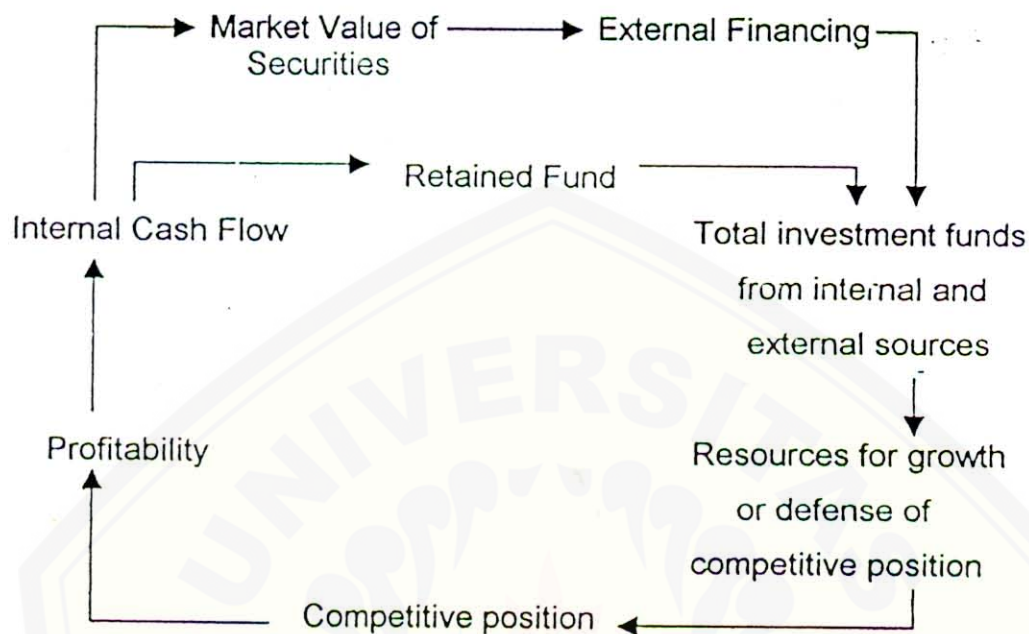 Market Value of
Securities
External Financing
Retained Fund
Internal Cash Flow
Total investment funds
from internal and
external sources
Profitability
Resources for growth
or defense of
competitive position
Competitive position
UNIVERSITAS